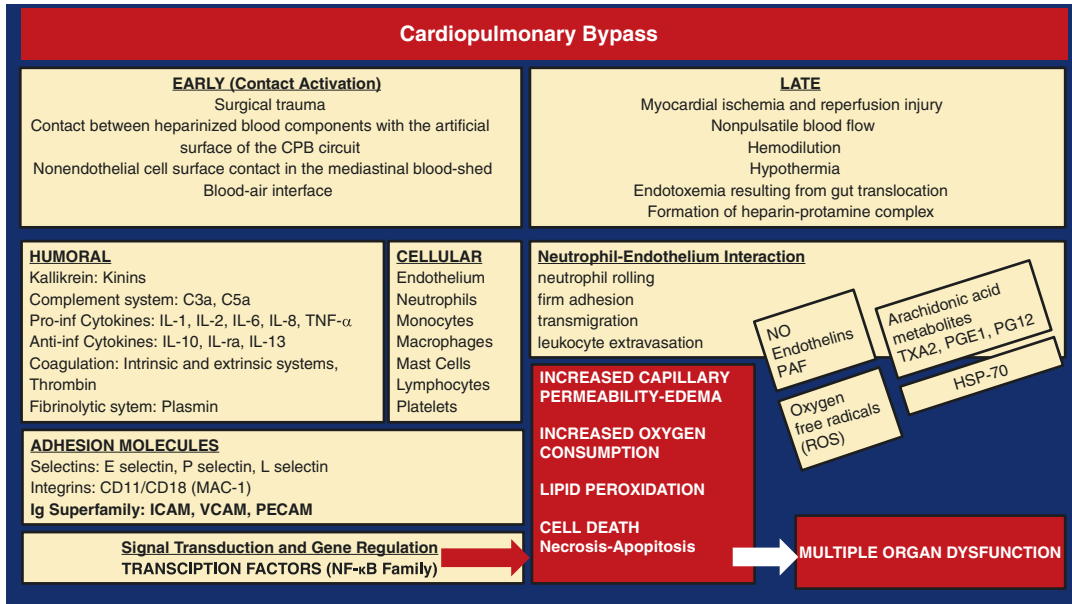 Cardiopulmonary Bypass
EARLY (Contact Activation)
Surgical trauma
Contact between heparinized blood components with the artificial
surface of the CPB circuit
Nonendothelial cell surface contact in the mediastinal blood-shed
Blood-air interface
LATE
Myocardial ischemia and reperfusion injury
Nonpulsatile blood flow
Hemodilution
Hypothermia
Endotoxemia resulting from gut translocation
Formation of heparin-protamine complex
HUMORAL
Kallikrein: Kinins
Complement system: C3a, C5a
Pro-inf Cytokines: IL-1, IL-2, IL-6, IL-8, TNF-α
Anti-inf Cytokines: IL-10, IL-ra, IL-13
Coagulation: Intrinsic and extrinsic systems,
Thrombin
Fibrinolytic sytem: Plasmin
CELLULAR
Endothelium
Neutrophils
Monocytes
Macrophages
Mast Cells
Lymphocytes
Platelets
Neutrophil-Endothelium Interaction
neutrophil rolling
firm adhesion
transmigration
leukocyte extravasation
NO
Endothelins
PAF
Arachidonic acid
metabolites
TXA2, PGE1, PG12
HSP-70
Oxygen
free radicals
(ROS)
ADHESION MOLECULES
Selectins: E selectin, P selectin, L selectin
Integrins: CD11/CD18 (MAC-1)
Ig Superfamily: ICAM, VCAM, PECAM
Signal Transduction and Gene Regulation
TRANSCIPTION FACTORS (NF-κB Family)
INCREASED CAPILLARY
PERMEABILITY-EDEMA
INCREASED OXYGEN
CONSUMPTION
LIPID PEROXIDATION
CELL DEATH
Necrosis-Apopitosis
MULTIPLE ORGAN DYSFUNCTION